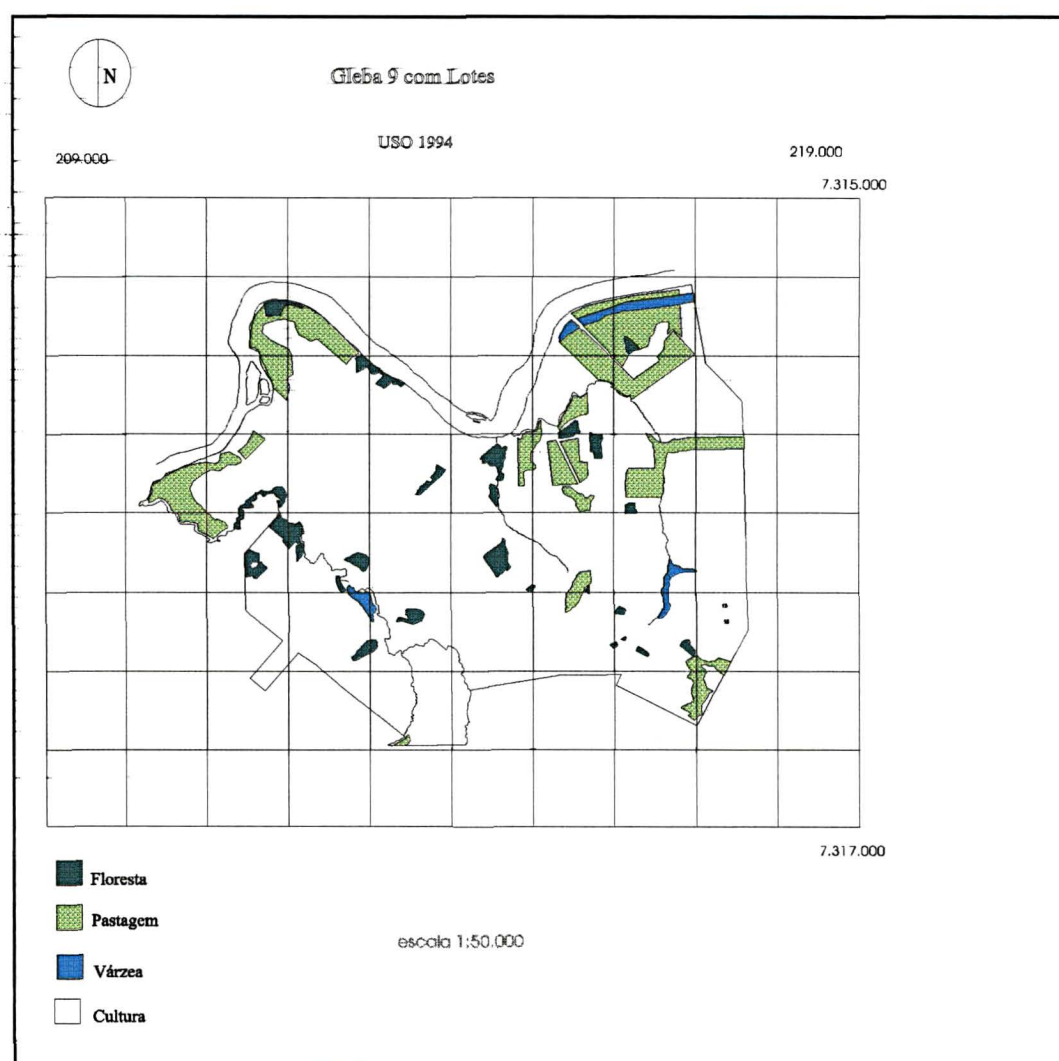 N
Gleba 9 com Lotes
USO 1994
209.000
219.000
7.315.000
7.317.000
Floresta
Pastagem
escala 1:50.000
Várzea
Cultura